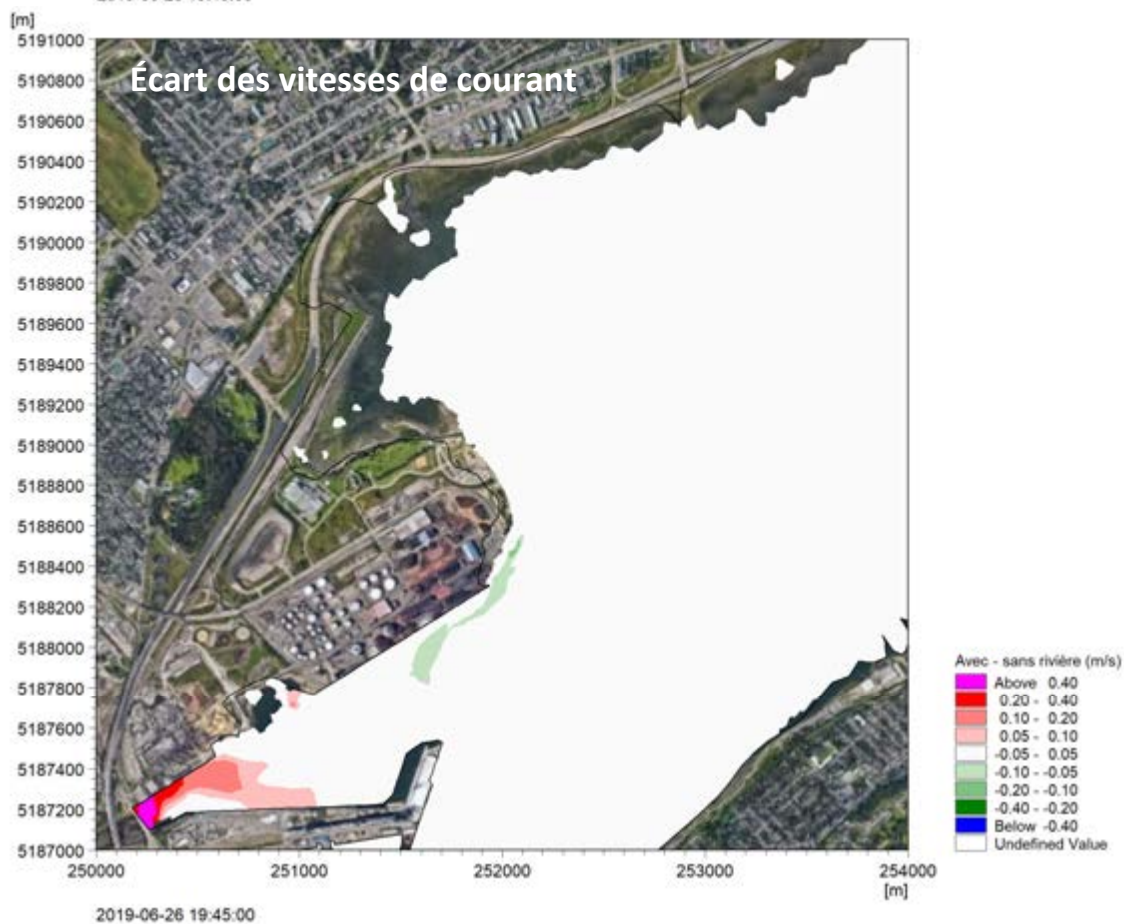 [m]
5191000
Écart des vitesses de courant
5190800
5190600
5190400
5190200
5190000
5189800
5189600
5189400
5189200
5189000
5188800
5188600
5188400
5188200
5188000
5187800
5187600
5187400
5187200
5187000
250000
251000
252000
253000
254000
[m]
Avec - sans rivière (m/s)
Above 0.40
0.20 - 0.40
0.10 - 0.20
0.05 - 0.10
-0.05 - 0.05
-0.10 - -0.05
-0.20 - -0.10
-0.40 - -0.20
Below -0.40
Undefined Value
2019-06-26 19:45:00